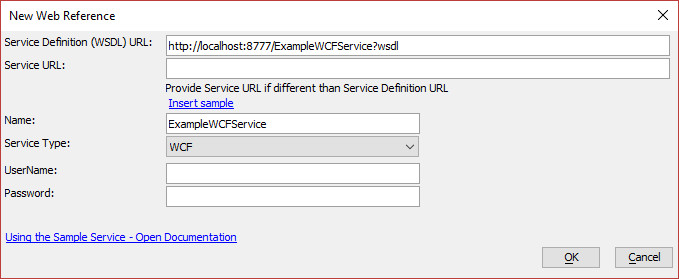 New Web Reference
Service Definition (WSDL) URL: http://localhost:8777/ExampleWCFService?wsdl
Service URL:
Provide Service URL if different than Service Definition URL
Insert sample
Name: ExampleWCFService
Service Type: WCF
UserName:
Password:
Using the Sample Service - Open Documentation
OK Cancel